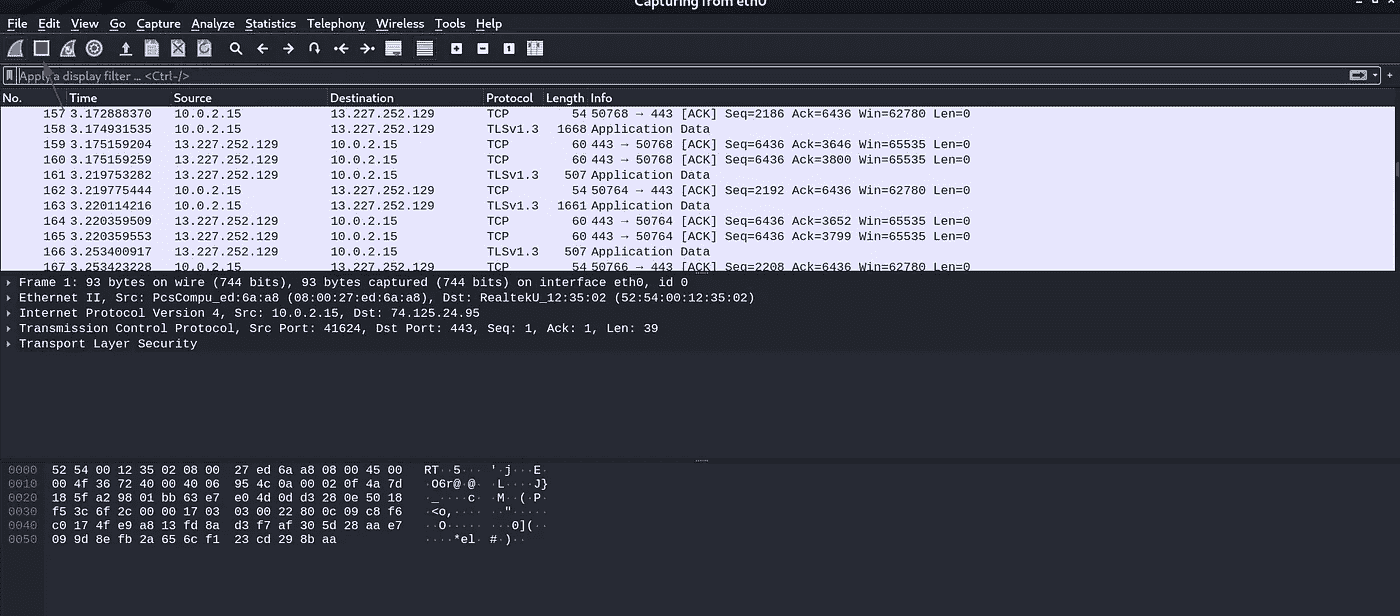 Capturing from eth0
File Edit View Go Capture Analyze Statistics Telephony Wireless Tools Help
Apply a display filter ... <Ctrl-/>
No. Time Source Destination Protocol Length Info
157 3.172888370 10.0.2.15 13.227.252.129 TCP 54 50768 → 443 [ACK] Seq=2186 Ack=6436 Win=62780 Len=0
158 3.174931535 10.0.2.15 13.227.252.129 TLSv1.3 1668 Application Data
159 3.175159204 13.227.252.129 10.0.2.15 TCP 60 443 → 50768 [ACK] Seq=6436 Ack=3646 Win=65535 Len=0
160 3.175159259 13.227.252.129 10.0.2.15 TCP 60 443 → 50768 [ACK] Seq=6436 Ack=3800 Win=65535 Len=0
161 3.219753282 13.227.252.129 10.0.2.15 TLSv1.3 507 Application Data
162 3.219775444 10.0.2.15 13.227.252.129 TCP 54 50764 → 443 [ACK] Seq=2192 Ack=6436 Win=62780 Len=0
163 3.220114216 10.0.2.15 13.227.252.129 TLSv1.3 1661 Application Data
164 3.220359509 13.227.252.129 10.0.2.15 TCP 60 443 → 50764 [ACK] Seq=6436 Ack=3652 Win=65535 Len=0
165 3.220359553 13.227.252.129 10.0.2.15 TCP 60 443 → 50764 [ACK] Seq=6436 Ack=3799 Win=65535 Len=0
166 3.253400917 13.227.252.129 10.0.2.15 TLSv1.3 507 Application Data
167 3.253423228 10.0.2.15 13.227.252.129 TCP 54 50766 → 443 [ACK] Seq=2208 Ack=6436 Win=62780 Len=0
Frame 1: 93 bytes on wire (744 bits), 93 bytes captured (744 bits) on interface eth0, id 0
Ethernet II, Src: PcsCompu_ed:6a:a8 (08:00:27:ed:6a:a8), Dst: RealtekU_12:35:02 (52:54:00:12:35:02)
Internet Protocol Version 4, Src: 10.0.2.15, Dst: 74.125.24.95
Transmission Control Protocol, Src Port: 41624, Dst Port: 443, Seq: 1, Ack: 1, Len: 39
Transport Layer Security
0000 52 54 00 12 35 02 08 00 27 ed 6a a8 08 00 45 00 RT··5··· '·j···E·
0010 00 4f 36 72 40 00 40 06 95 4c 0a 00 02 0f 4a 7d ·O6r@·@· ·L····J}
0020 18 5f a2 98 01 bb 63 e7 e0 4d 0d d3 28 0e 50 18 ·_····c· ·M··(·P·
0030 f5 3c 6f 2c 00 00 17 03 03 00 22 80 0c 09 c8 f6 ·<o,···· ··"·····
0040 c0 17 4f e9 a8 13 fd 8a d3 f7 af 30 5d 28 aa e7 ··O····· ···0](··
0050 09 9d 8e fb 2a 65 6c f1 23 cd 29 8b aa ····*el· #·)··